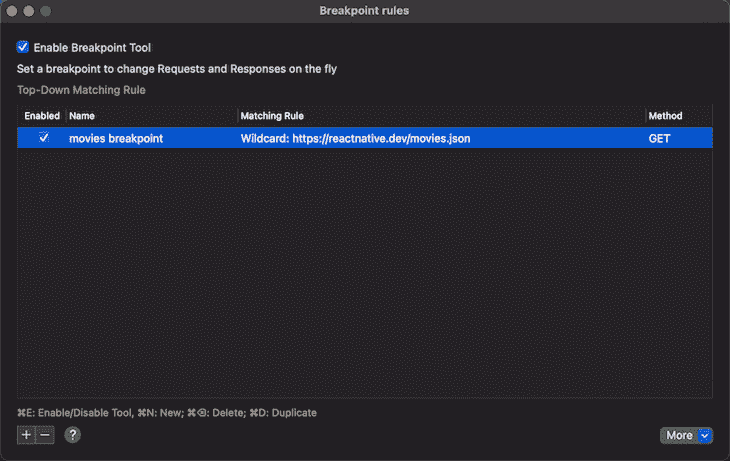 Breakpoint rules
Enable Breakpoint Tool
Set a breakpoint to change Requests and Responses on the fly
Top-Down Matching Rule
Enabled Name Matching Rule Method
movies breakpoint Wildcard: https://reactnative.dev/movies.json GET
⌘E: Enable/Disable Tool, ⌘N: New; ⌘⌫: Delete; ⌘D: Duplicate
+ − ? More